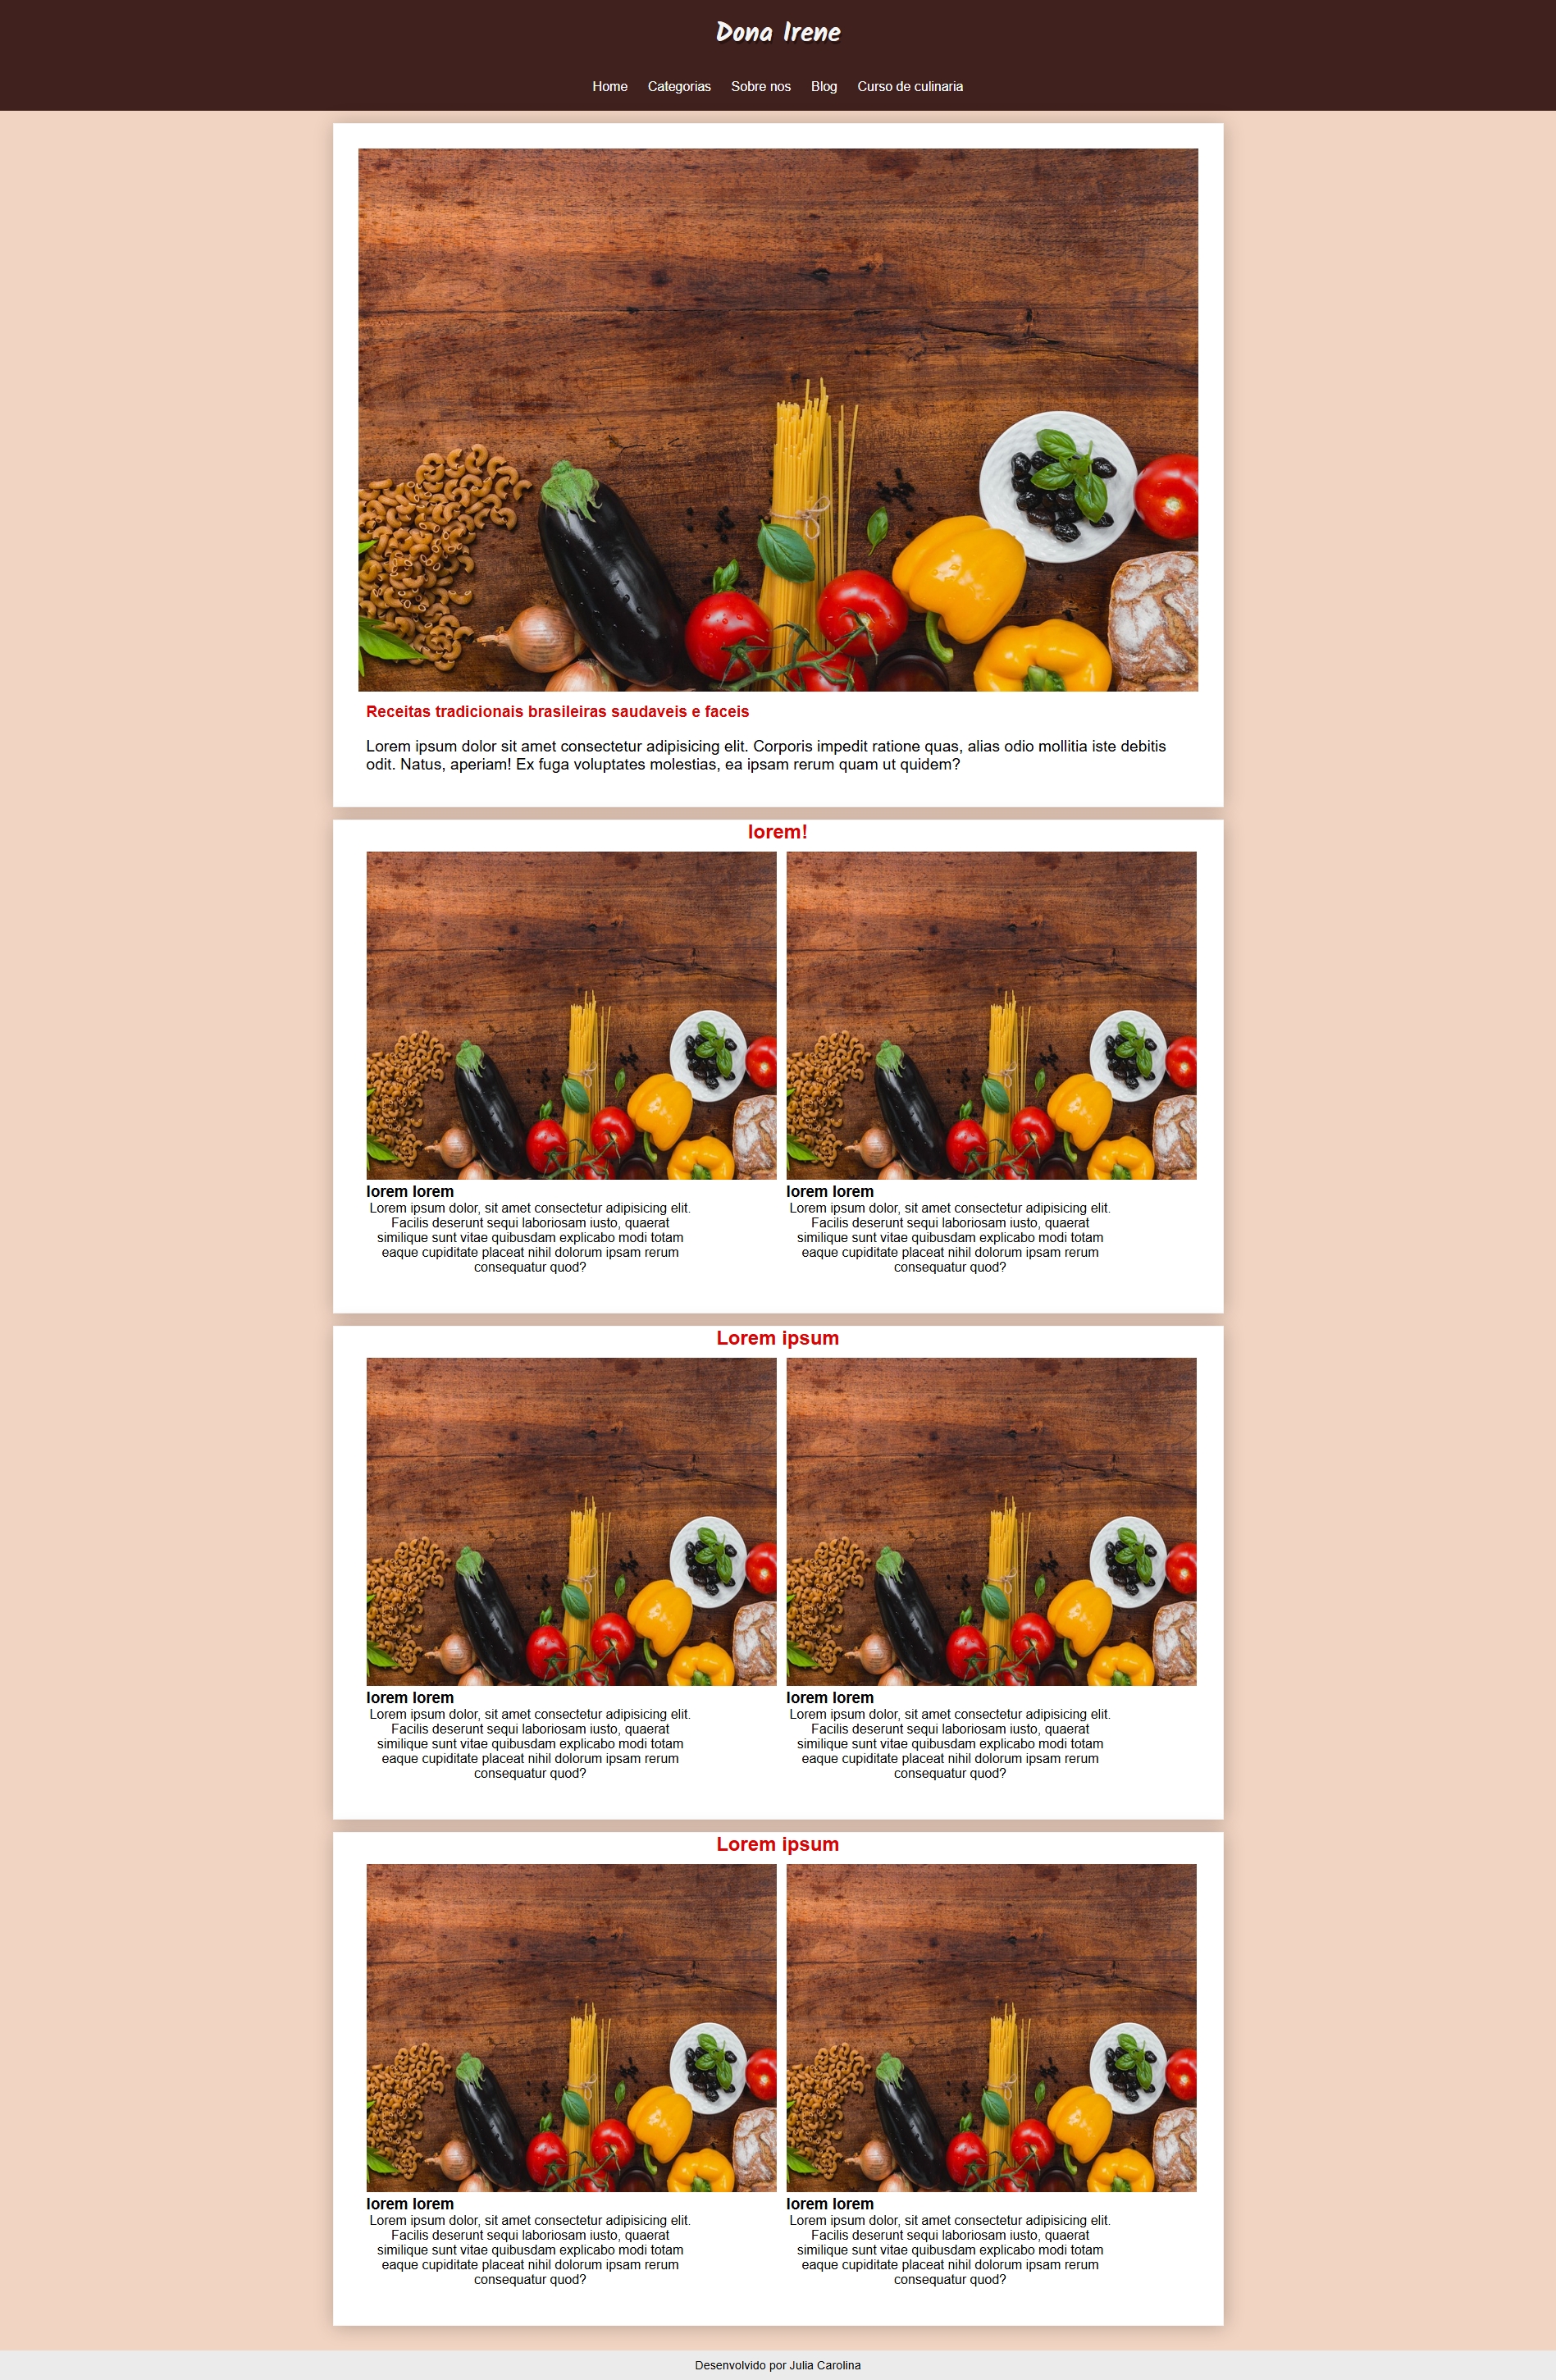 Dona Irene
Home Categorias Sobre nos Blog Curso de culinaria
Receitas tradicionais brasileiras saudaveis e faceis
Lorem ipsum dolor sit amet consectetur adipisicing elit. Corporis impedit ratione quas, alias odio mollitia iste debitis
odit. Natus, aperiam! Ex fuga voluptates molestias, ea ipsam rerum quam ut quidem?
lorem!
lorem lorem
Lorem ipsum dolor, sit amet consectetur adipisicing elit.
Facilis deserunt sequi laboriosam iusto, quaerat
similique sunt vitae quibusdam explicabo modi totam
eaque cupiditate placeat nihil dolorum ipsam rerum
consequatur quod?
lorem lorem
Lorem ipsum dolor, sit amet consectetur adipisicing elit.
Facilis deserunt sequi laboriosam iusto, quaerat
similique sunt vitae quibusdam explicabo modi totam
eaque cupiditate placeat nihil dolorum ipsam rerum
consequatur quod?
Lorem ipsum
lorem lorem
Lorem ipsum dolor, sit amet consectetur adipisicing elit.
Facilis deserunt sequi laboriosam iusto, quaerat
similique sunt vitae quibusdam explicabo modi totam
eaque cupiditate placeat nihil dolorum ipsam rerum
consequatur quod?
lorem lorem
Lorem ipsum dolor, sit amet consectetur adipisicing elit.
Facilis deserunt sequi laboriosam iusto, quaerat
similique sunt vitae quibusdam explicabo modi totam
eaque cupiditate placeat nihil dolorum ipsam rerum
consequatur quod?
Lorem ipsum
lorem lorem
Lorem ipsum dolor, sit amet consectetur adipisicing elit.
Facilis deserunt sequi laboriosam iusto, quaerat
similique sunt vitae quibusdam explicabo modi totam
eaque cupiditate placeat nihil dolorum ipsam rerum
consequatur quod?
lorem lorem
Lorem ipsum dolor, sit amet consectetur adipisicing elit.
Facilis deserunt sequi laboriosam iusto, quaerat
similique sunt vitae quibusdam explicabo modi totam
eaque cupiditate placeat nihil dolorum ipsam rerum
consequatur quod?
Desenvolvido por Julia Carolina